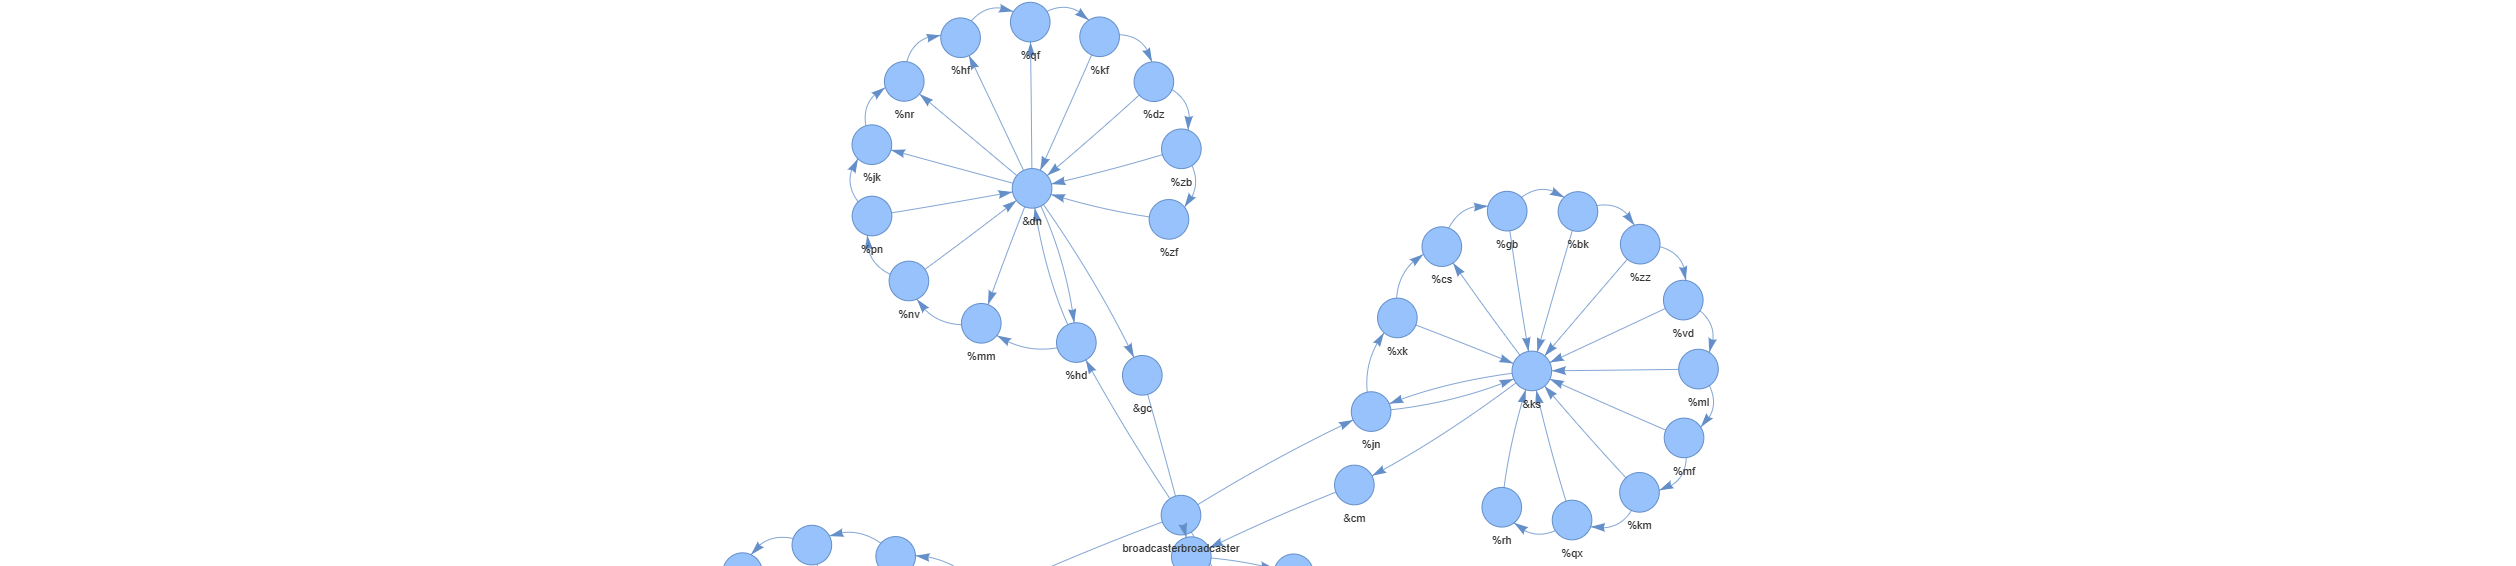 %qf
%hf
%kf
%nr
%dz
%jk
%zb
&dn
%pn
%zf
%gb
%bk
%cs
%zz
%nv
%vd
%xk
%mm
%hd
&gc
&ks
%ml
%jn
%mf
&cm
%km
%rh
broadcasterbroadcaster
%qx